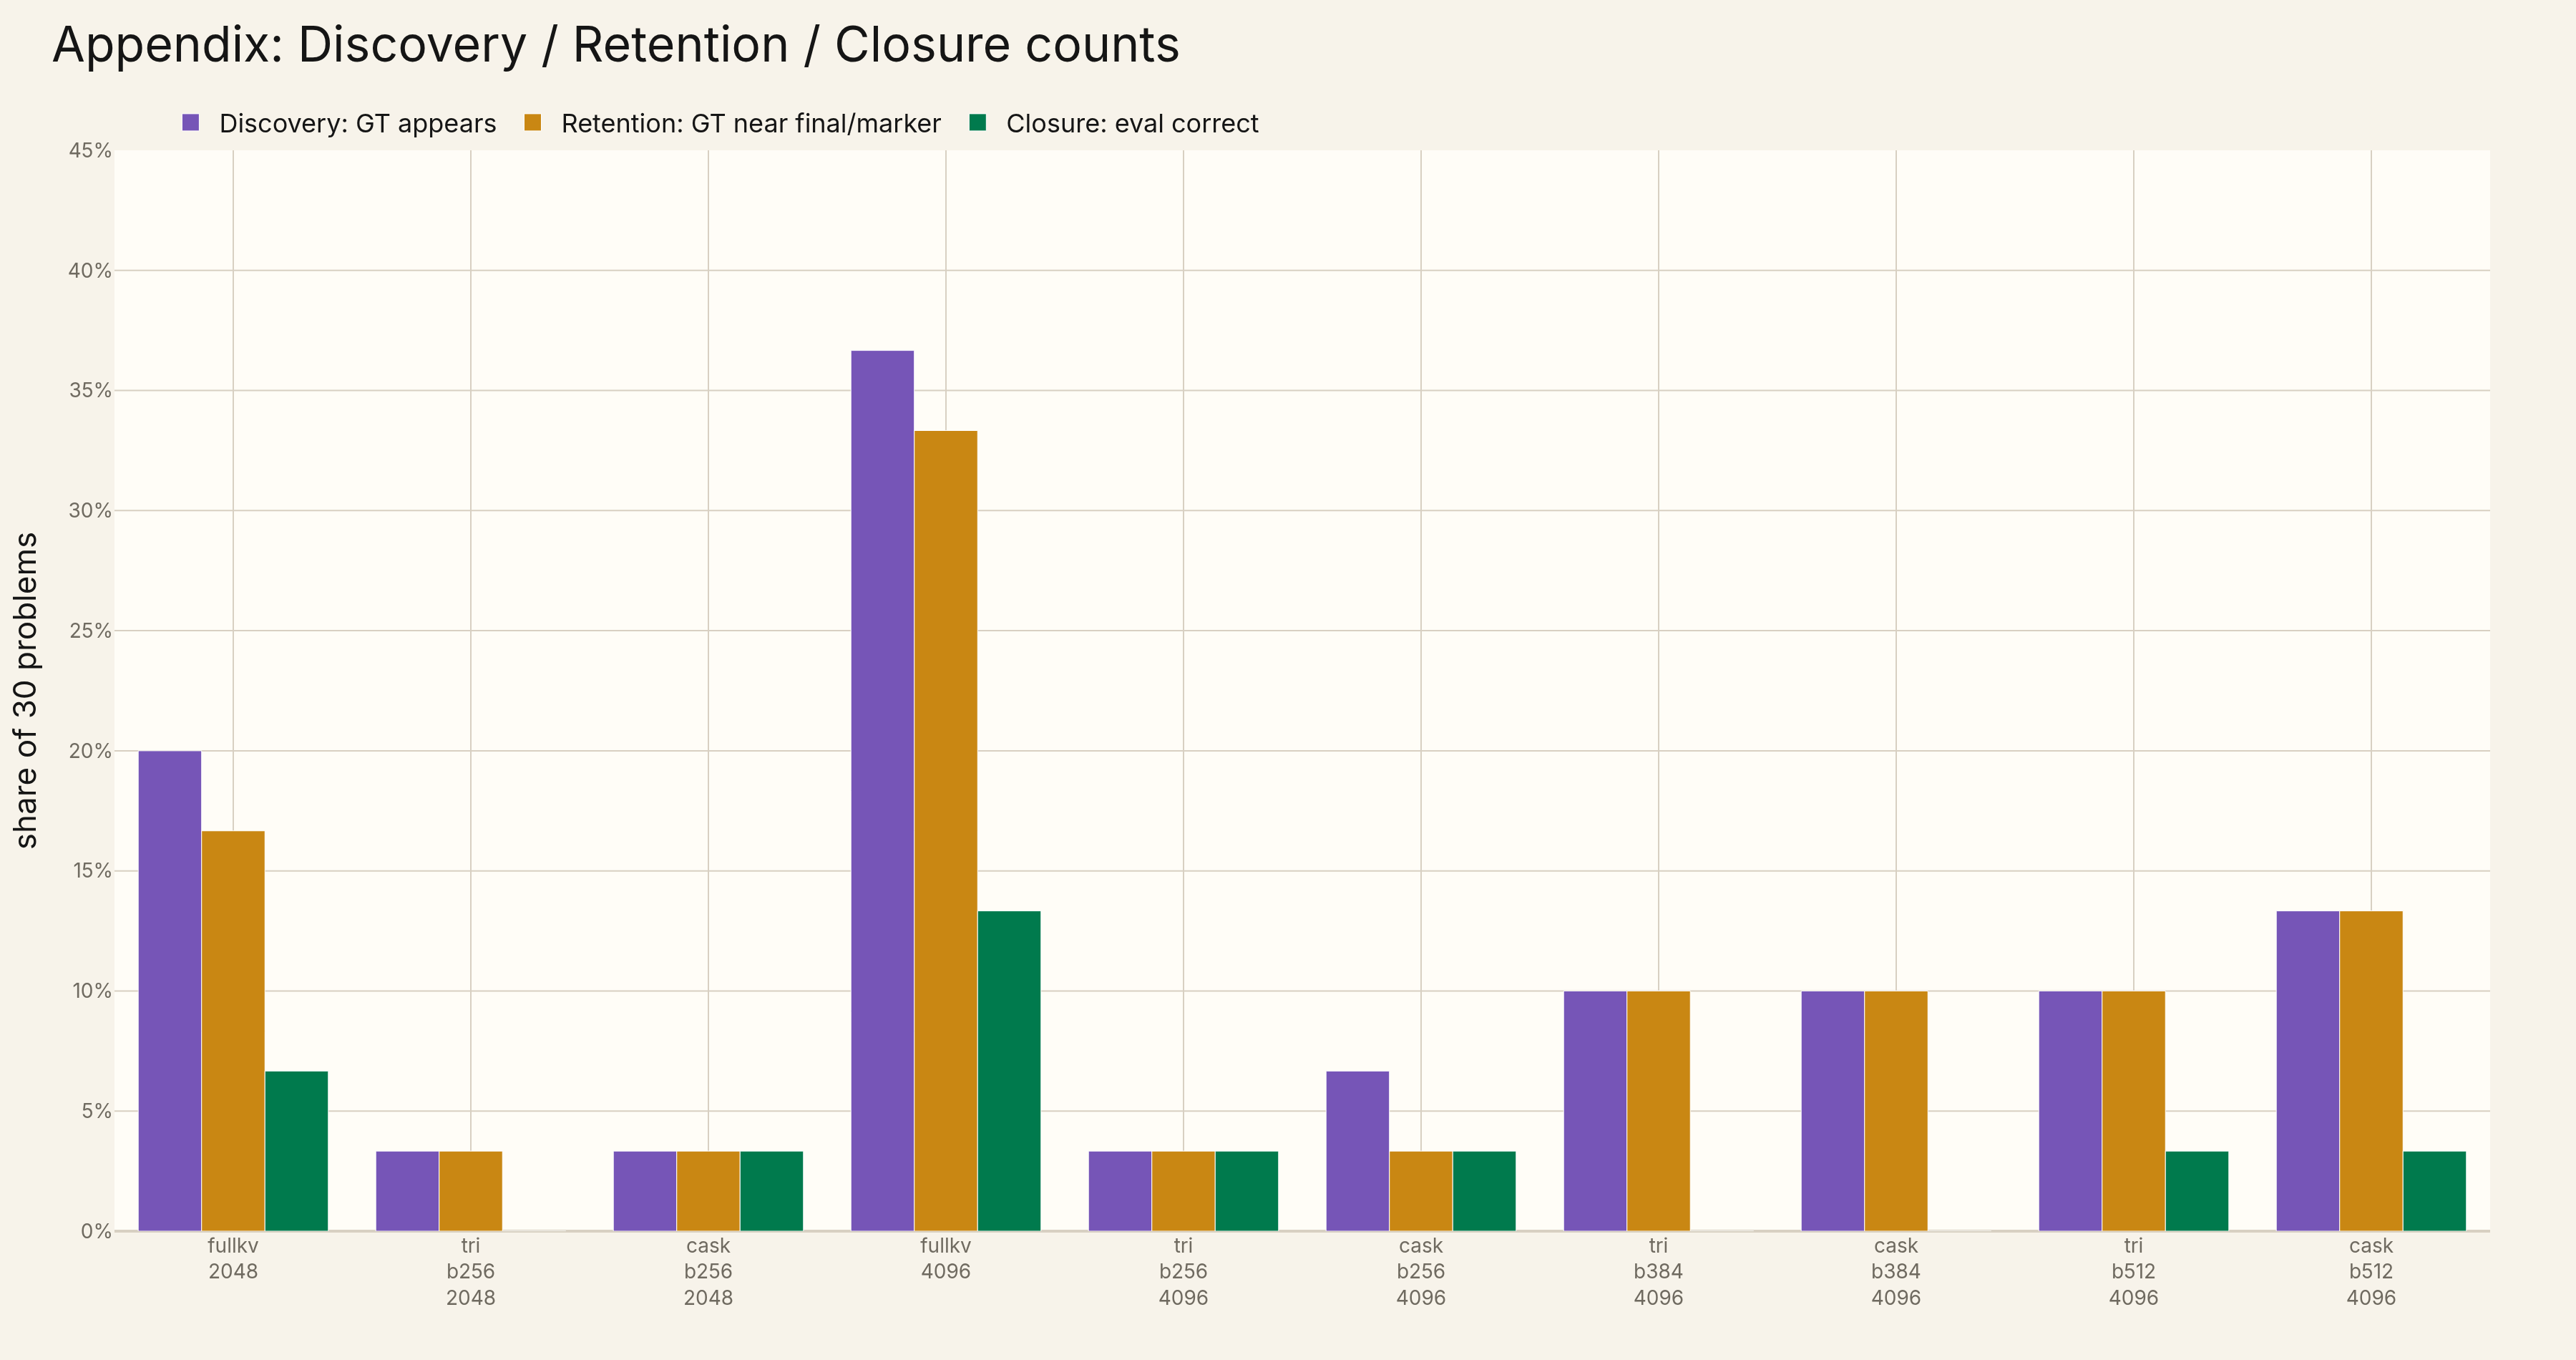 Appendix: Discovery / Retention / Closure counts
Discovery: GT appears Retention: GT near final/marker Closure: eval correct
45%
40%
35%
30%
25%
20%
15%
10%
5%
0%
share of 30 problems
fullkv
2048
tri
b256
2048
cask
b256
2048
fullkv
4096
tri
b256
4096
cask
b256
4096
tri
b384
4096
cask
b384
4096
tri
b512
4096
cask
b512
4096